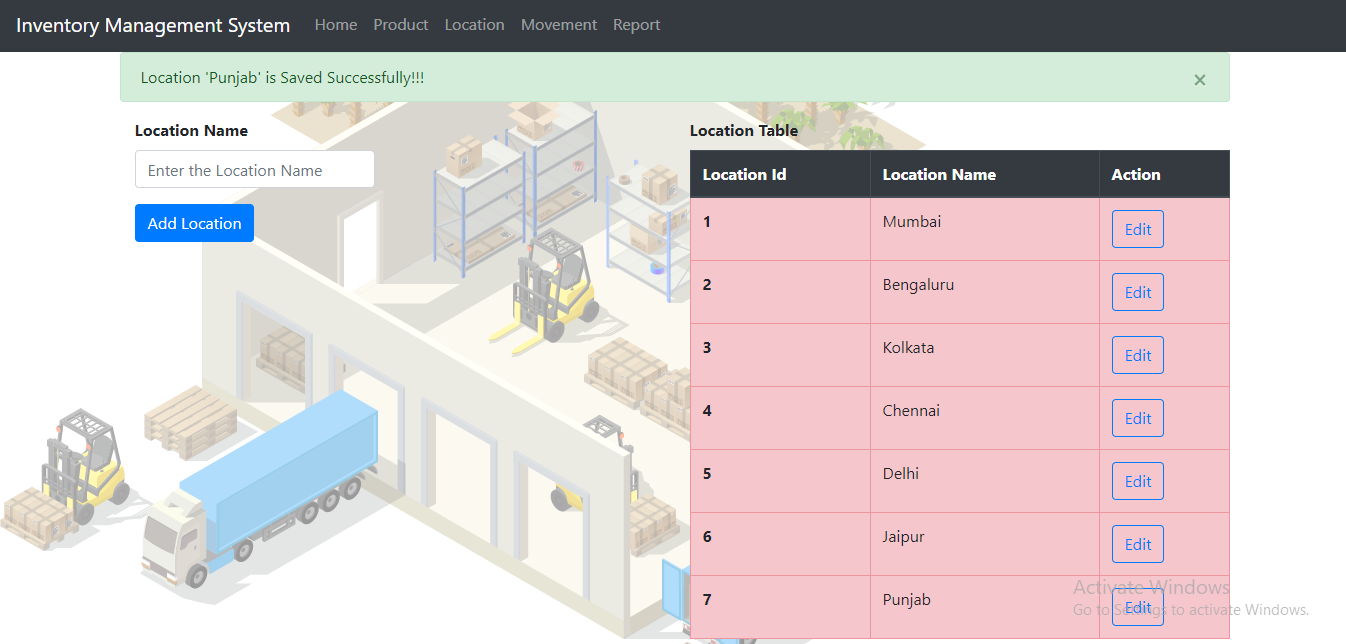 Inventory Management System Home Product Location Movement Report
Location 'Punjab' is Saved Successfully!!! ×
Location Name
Enter the Location Name
Add Location
Location Table
Location Id Location Name Action
1 Mumbai Edit
2 Bengaluru Edit
3 Kolkata Edit
4 Chennai Edit
5 Delhi Edit
6 Jaipur Edit
7 Punjab Edit
Activate Windows
Go to Settings to activate Windows.